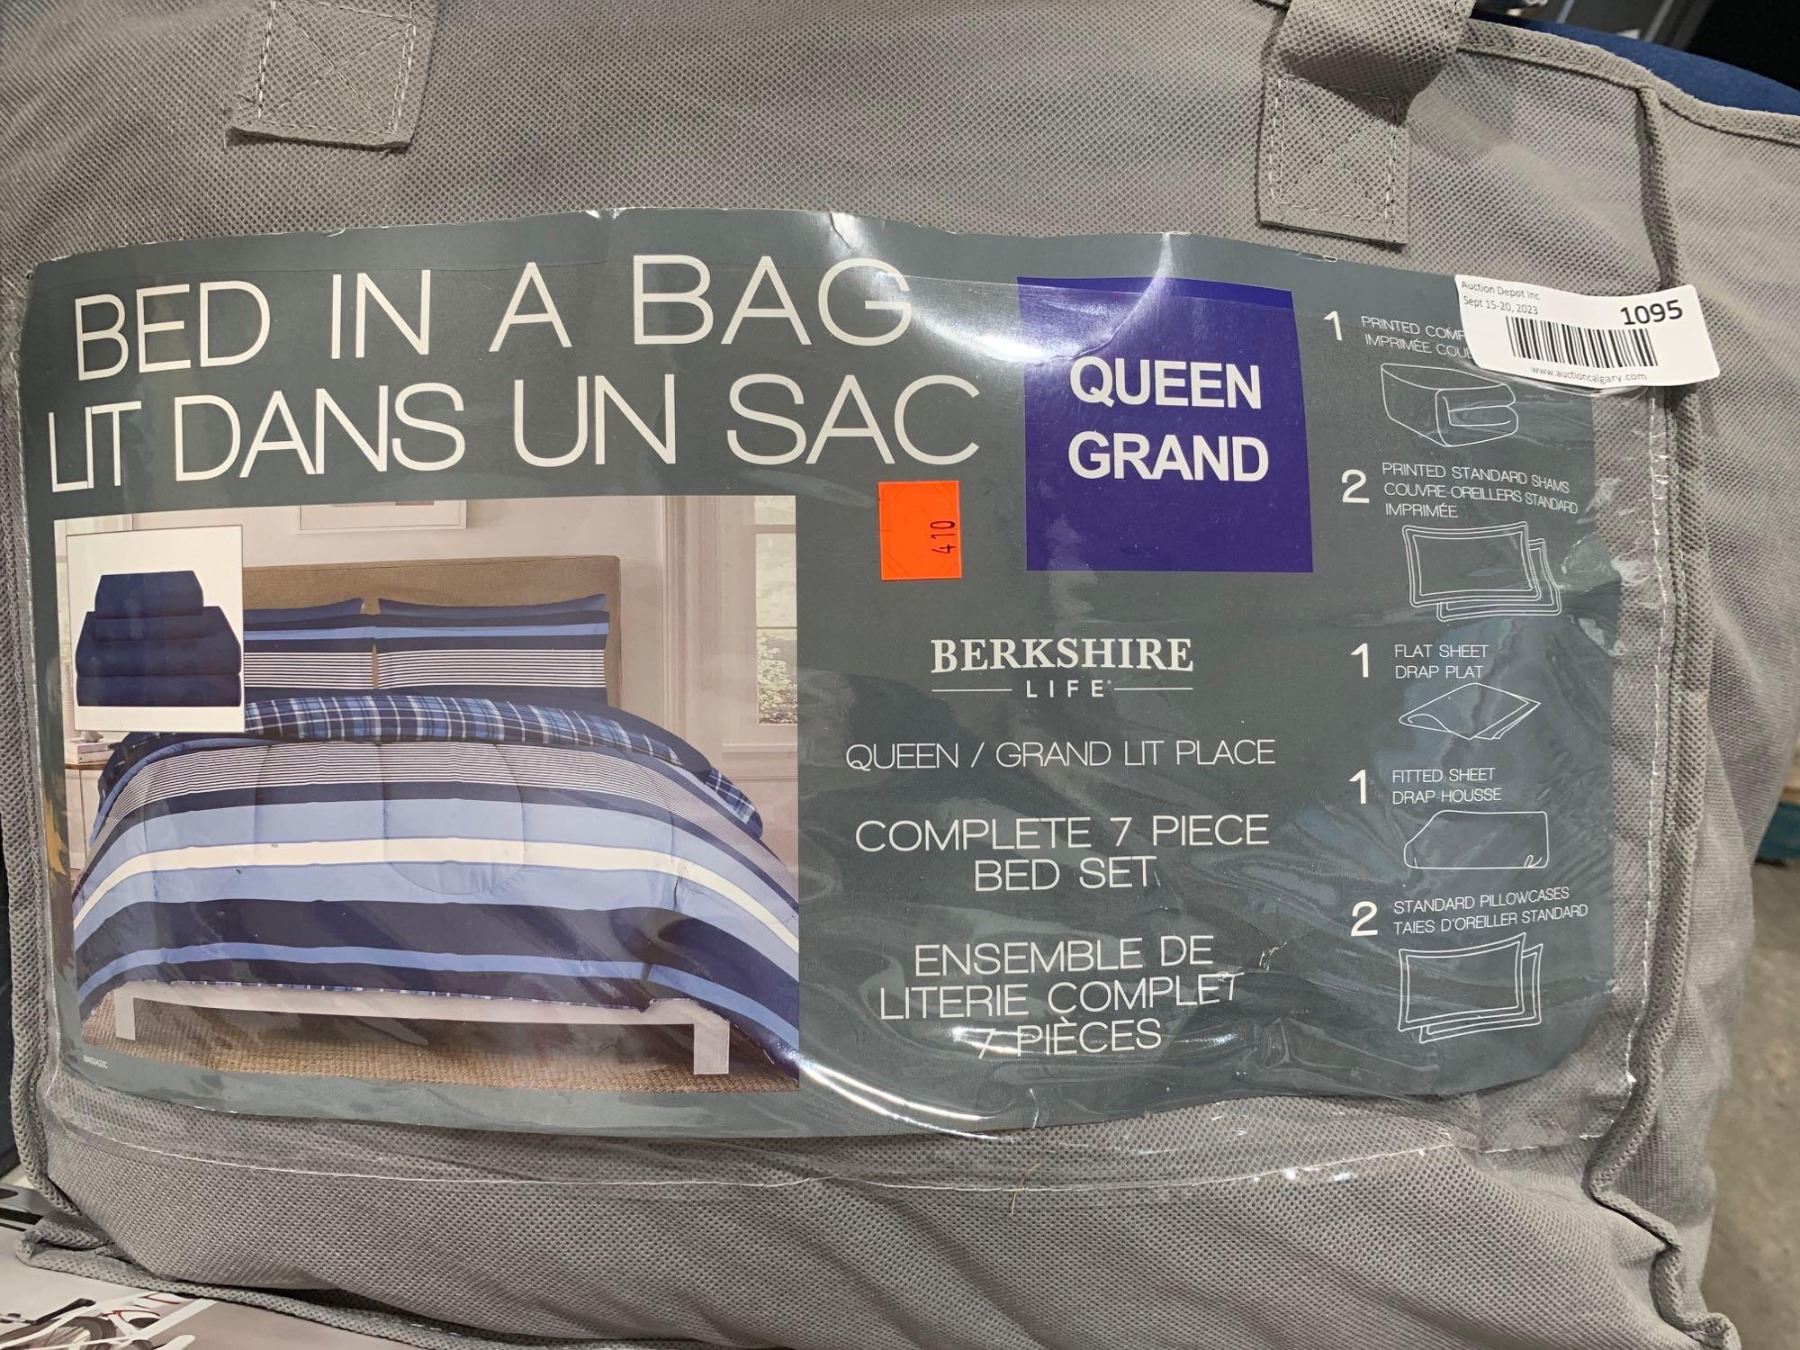 BED IN A BAG
LIT DANS UN SAC
QUEEN
GRAND
410
BERKSHIRE
LIFE
QUEEN / GRAND LIT PLACE
COMPLETE 7 PIECE
BED SET
ENSEMBLE DE
LITERIE COMPLET
7 PIÈCES
1 PRINTED
IMPRIMÉE
2 PRINTED STANDARD SHAMS
COUVRE-OREILLERS STANDARD
IMPRIMÉE
1 FLAT SHEET
DRAP PLAT
1 FITTED SHEET
DRAP HOUSSE
2 STANDARD PILLOWCASES
TAIES D'OREILLER STANDARD
Auction Depot Inc
Sept 15-20, 2023
1095
www.auctioncalgary.com